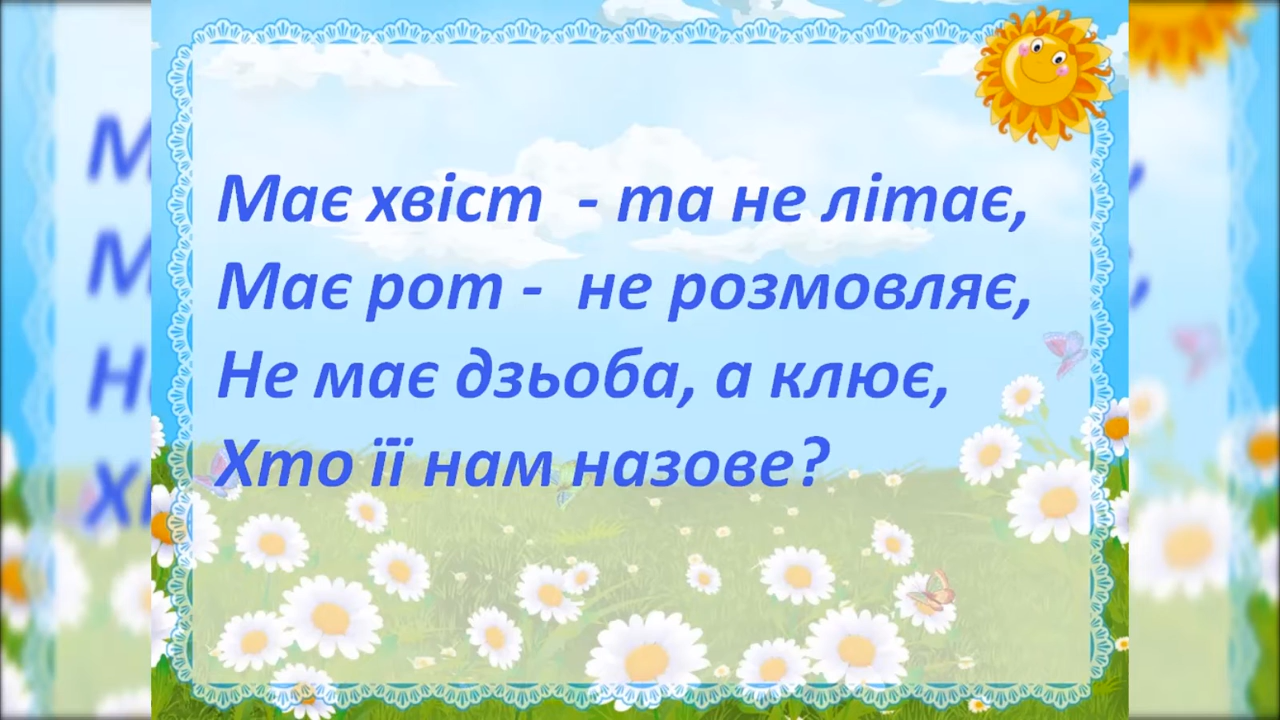 Має хвіст - та не літає,
Має рот - не розмовляє,
Не має дзьоба, а клює,
Хто її нам назове?